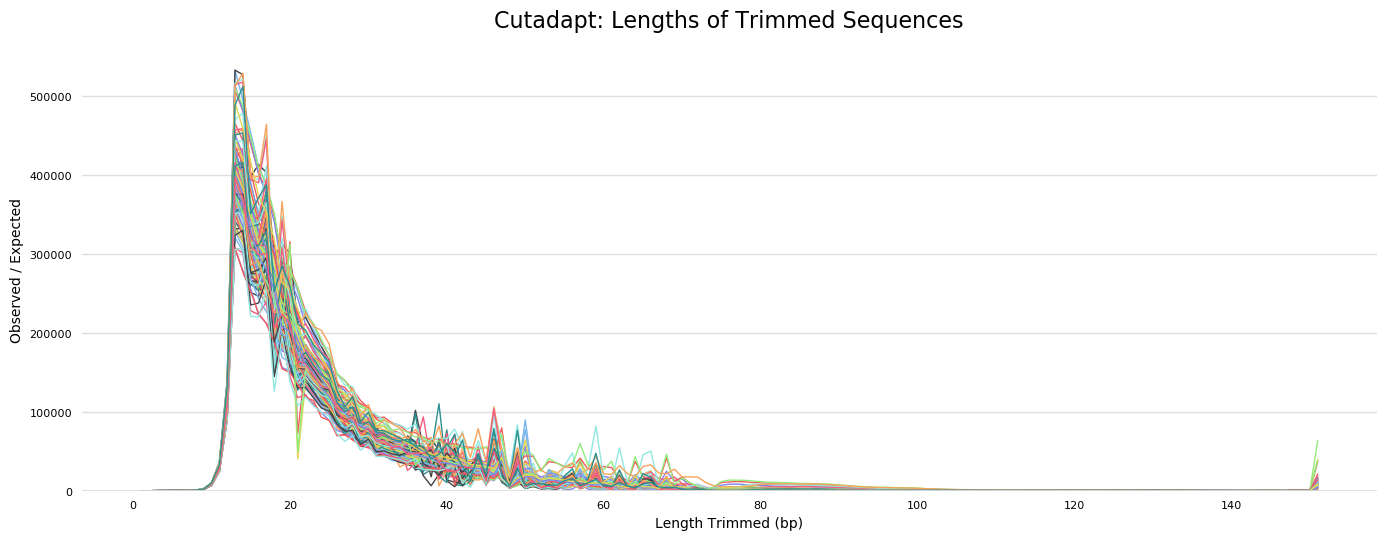 Cutadapt: Lengths of Trimmed Sequences
Observed / Expected
500000
400000
300000
200000
100000
0
0 20 40 60 80 100 120 140
Length Trimmed (bp)